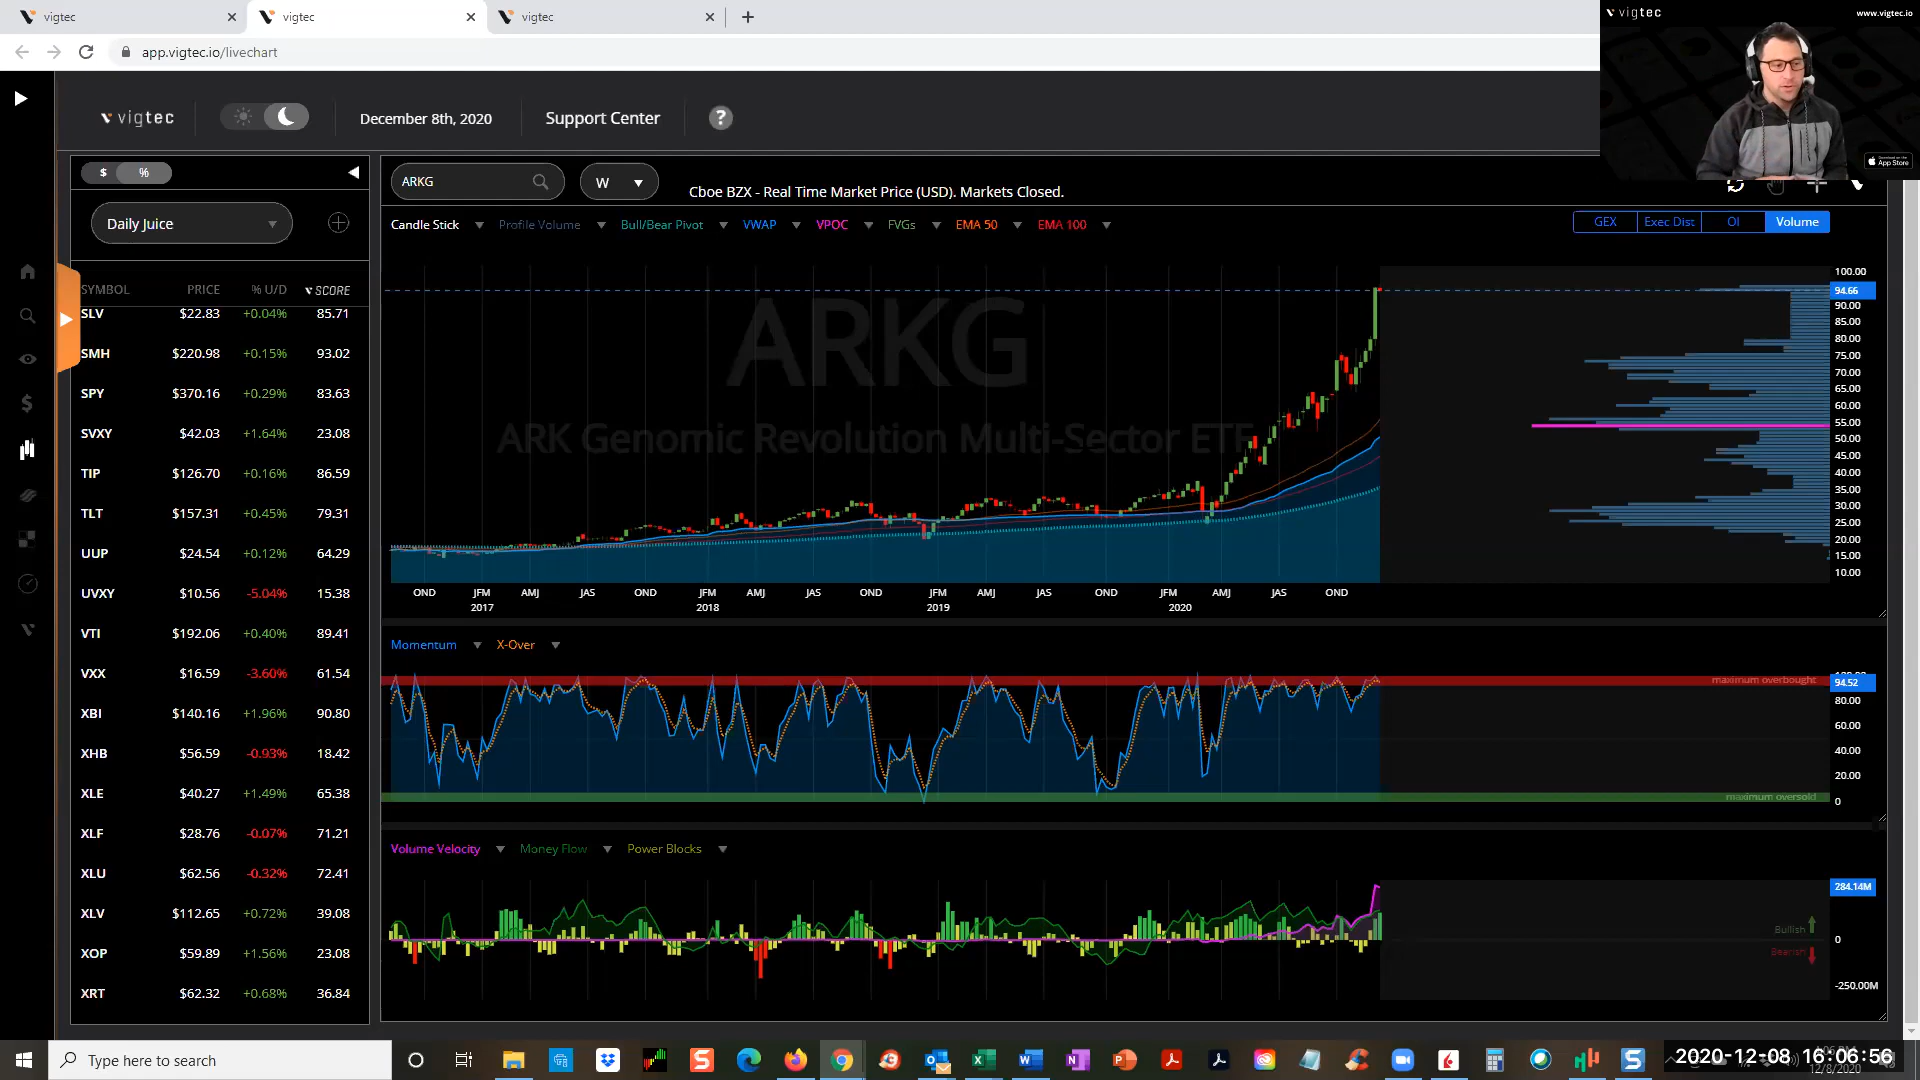 vigtec
vigtec
vigtec
app.vigtec.io/livechart
vigtec
www.vigtec.io
App Store
vigtec
December 8th, 2020
Support Center
?
$ %
Daily Juice
SYMBOL PRICE % U/D SCORE
SLV $22.83 +0.04% 85.71
SMH $220.98 +0.15% 93.02
SPY $370.16 +0.29% 83.63
SVXY $42.03 +1.64% 23.08
TIP $126.70 +0.16% 86.59
TLT $157.31 +0.45% 79.31
UUP $24.54 +0.12% 64.29
UVXY $10.56 -5.04% 15.38
VTI $192.06 +0.40% 89.41
VXX $16.59 -3.60% 61.54
XBI $140.16 +1.96% 90.80
XHB $56.59 -0.93% 18.42
XLE $40.27 +1.49% 65.38
XLF $28.76 -0.07% 71.21
XLU $62.56 -0.32% 72.41
XLV $112.65 +0.72% 39.08
XOP $59.89 +1.56% 23.08
XRT $62.32 +0.68% 36.84
ARKG
W
Cboe BZX - Real Time Market Price (USD). Markets Closed.
Candle Stick Profile Volume Bull/Bear Pivot VWAP VPOC FVGs EMA 50 EMA 100
GEX Exec Dist OI Volume
ARKG
ARK Genomic Revolution Multi-Sector ETF
100.00
94.66
90.00
85.00
80.00
75.00
70.00
65.00
60.00
55.00
50.00
45.00
40.00
35.00
30.00
25.00
20.00
15.00
10.00
OND JFM AMJ JAS OND JFM AMJ JAS OND JFM AMJ JAS OND JFM AMJ JAS OND
2017 2018 2019 2020
Momentum X-Over
maximum overbought
94.52
80.00
60.00
40.00
20.00
maximum oversold
0
Volume Velocity Money Flow Power Blocks
284.14M
Bullish
0
Bearish
-250.00M
Type here to search
2020-12-08 16:06:56
12/8/2020